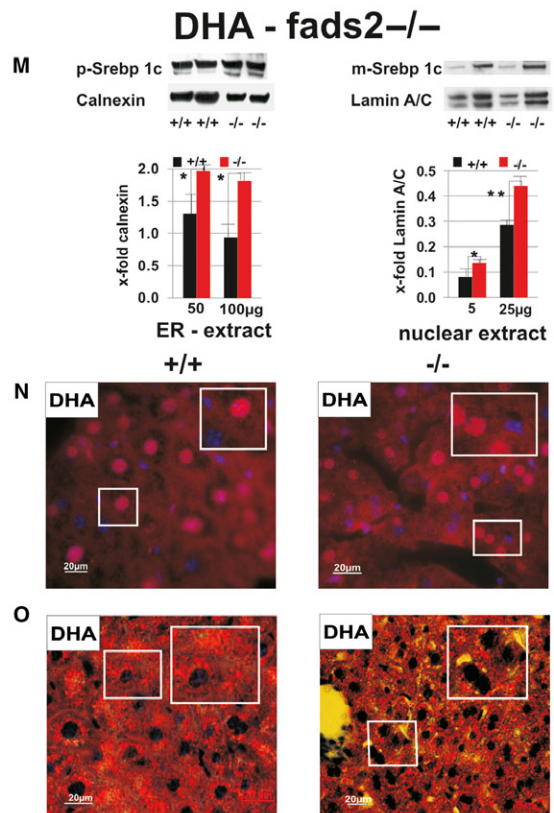 DHA - fads2–/–
M
p-Srebp 1c
Calnexin
+/+ +/+ -/- -/-
m-Srebp 1c
Lamin A/C
+/+ -/- +/+ -/-
+/+ -/-
2.0
1.5
1.0
0.5
0.0
x-fold calnexin
* *
50 100µg
ER - extract
+/+ -/-
0.5
0.4
0.3
0.2
0.1
0.0
x-fold Lamin A/C
* **
5 25µg
nuclear extract
+/+ -/-
N
DHA
20µm
DHA
20µm
O
DHA
20µm
DHA
20µm